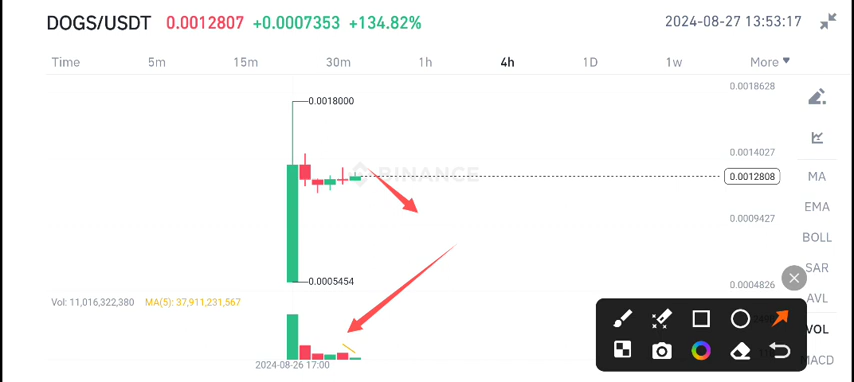 DOGS/USDT 0.0012807 +0.0007353 +134.82% 2024-08-27 13:53:17
Time 5m 15m 30m 1h 4h 1D 1w More
0.0018628
0.0018000
0.0014027
BINANCE
0.0012808
MA
EMA
0.0009427
BOLL
SAR
0.0005454
0.0004826
AVL
Vol: 11,016,322,380 MA(5): 37,911,231,567
VOL
MACD
2024-08-26 17:00